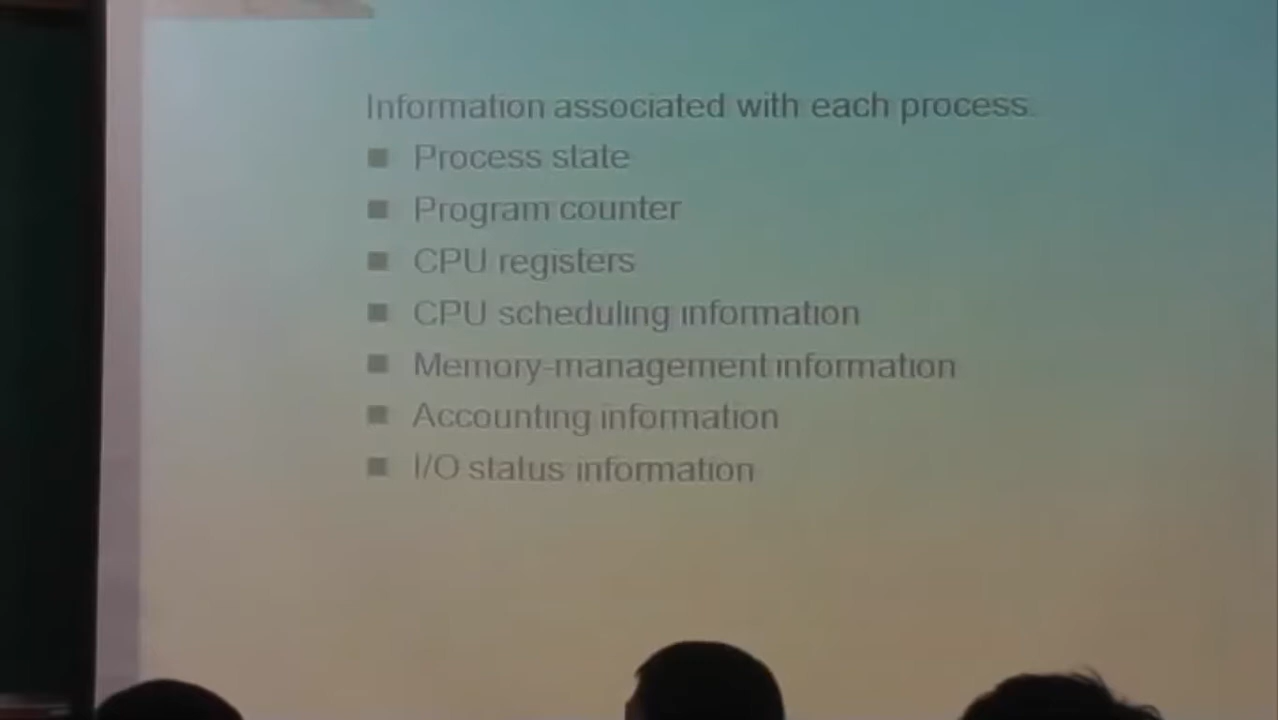 Information associated with each process.
Process state
Program counter
CPU registers
CPU scheduling information
Memory-management information
Accounting information
I/O status information